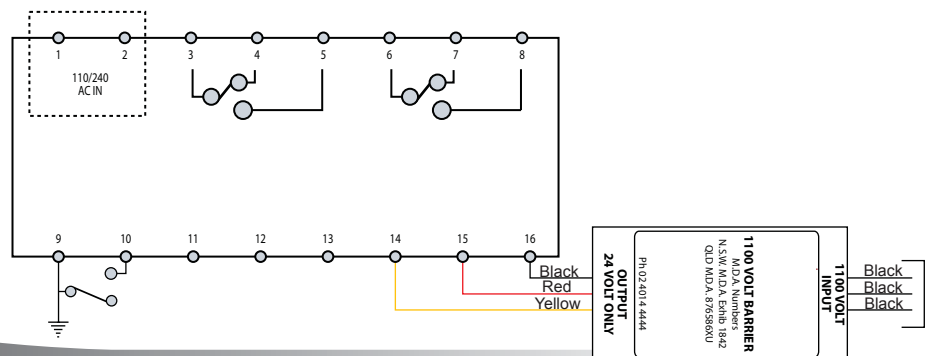 1 2 3 4 5 6 7 8
110/240
AC IN
9 10 11 12 13 14 15 16
Black
Red
Yellow
OUTPUT
24 VOLT ONLY
Ph 02 4014 4444
1100 VOLT BARRIER
M.D.A. Numbers
N.S.W. M.D.A. Exhib 1842
QLD M.D.A. 876586XU
1100 VOLT
INPUT
Black
Black
Black